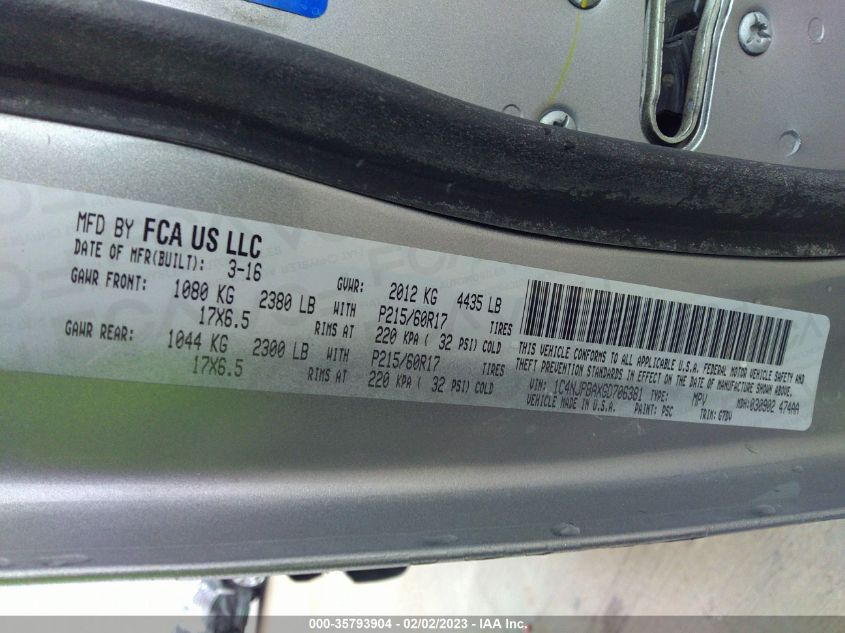 MFD BY FCA US LLC
DATE OF MFR(BUILT): 3-16
GVWR: 2012 KG 4435 LB
GAWR FRONT: 1080 KG 2380 LB WITH P215/60R17 TIRES
17X6.5 RIMS AT 220 KPA ( 32 PSI) COLD
GAWR REAR: 1044 KG 2300 LB WITH P215/60R17 TIRES
17X6.5 RIMS AT 220 KPA ( 32 PSI) COLD
THIS VEHICLE CONFORMS TO ALL APPLICABLE U.S.A. FEDERAL MOTOR VEHICLE SAFETY AND
THEFT PREVENTION STANDARDS IN EFFECT ON THE DATE OF MANUFACTURE SHOWN ABOVE.
VIN: 1C4NJPBAXGD706361 TYPE: MPV MDH:030902 474AA
VEHICLE MADE IN U.S.A. PAINT: PSC TRIM:
000-35793904 - 02/02/2023 - IAA Inc.